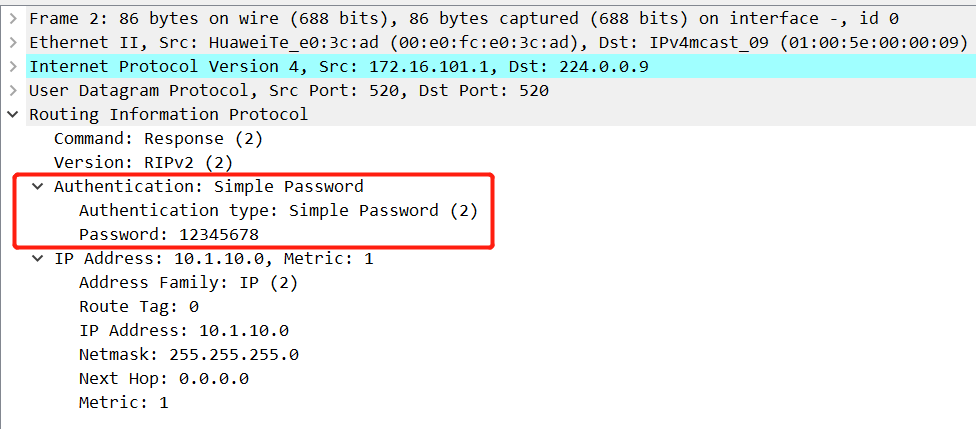 Frame 2: 86 bytes on wire (688 bits), 86 bytes captured (688 bits) on interface -, id 0
Ethernet II, Src: HuaweiTe_e0:3c:ad (00:e0:fc:e0:3c:ad), Dst: IPv4mcast_09 (01:00:5e:00:00:09)
Internet Protocol Version 4, Src: 172.16.101.1, Dst: 224.0.0.9
User Datagram Protocol, Src Port: 520, Dst Port: 520
Routing Information Protocol
Command: Response (2)
Version: RIPv2 (2)
Authentication: Simple Password
Authentication type: Simple Password (2)
Password: 12345678
IP Address: 10.1.10.0, Metric: 1
Address Family: IP (2)
Route Tag: 0
IP Address: 10.1.10.0
Netmask: 255.255.255.0
Next Hop: 0.0.0.0
Metric: 1